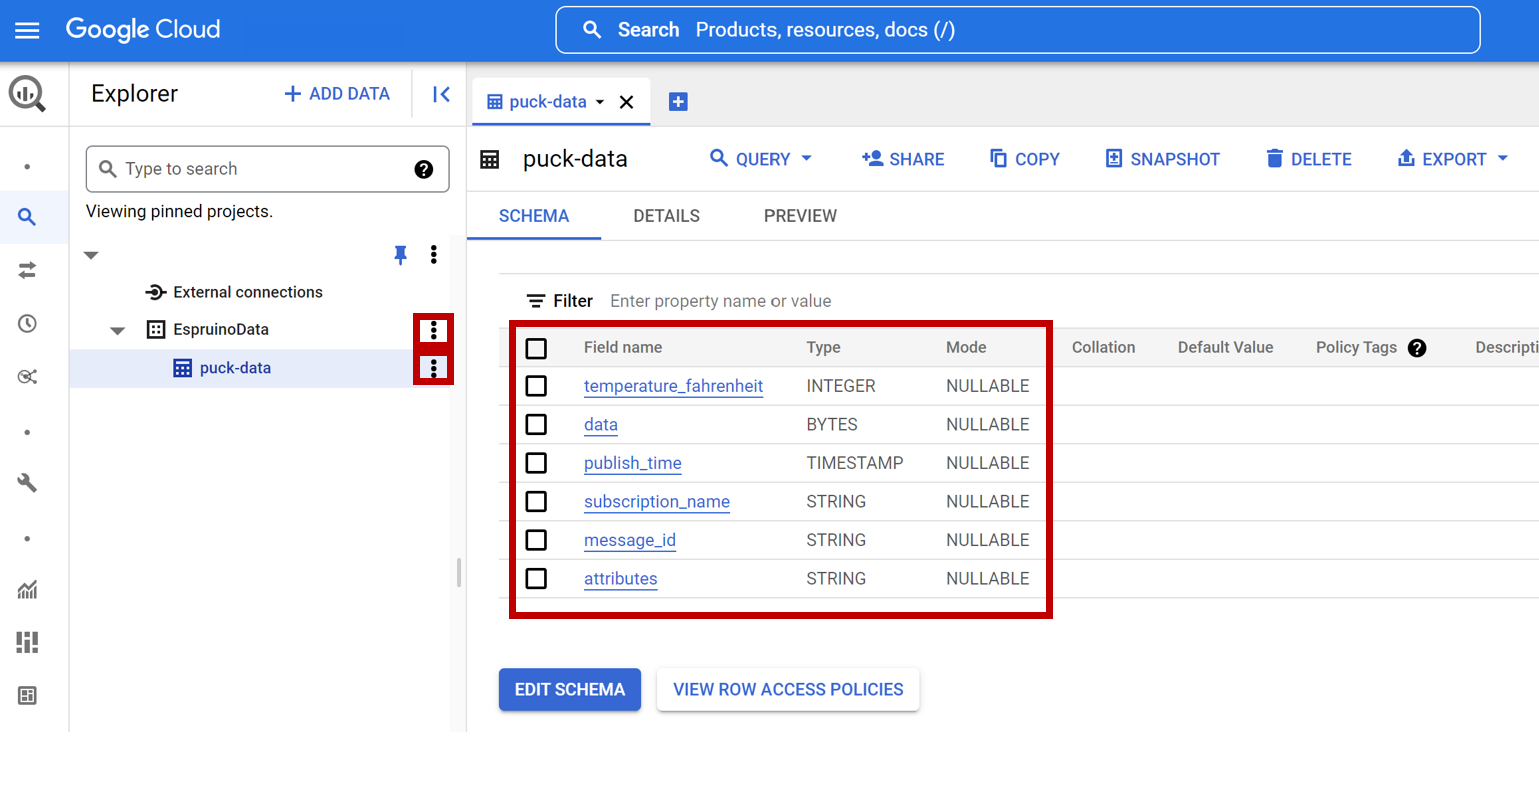 Google Cloud
Search Products, resources, docs (/)
Explorer
ADD DATA
puck-data
Type to search
?
Viewing pinned projects.
External connections
EspruinoData
puck-data
puck-data
QUERY
SHARE
COPY
SNAPSHOT
DELETE
EXPORT
SCHEMA DETAILS PREVIEW
Filter Enter property name or value
Field name Type Mode Collation Default Value Policy Tags ? Descripti
temperature_fahrenheit INTEGER NULLABLE
data BYTES NULLABLE
publish_time TIMESTAMP NULLABLE
subscription_name STRING NULLABLE
message_id STRING NULLABLE
attributes STRING NULLABLE
EDIT SCHEMA VIEW ROW ACCESS POLICIES